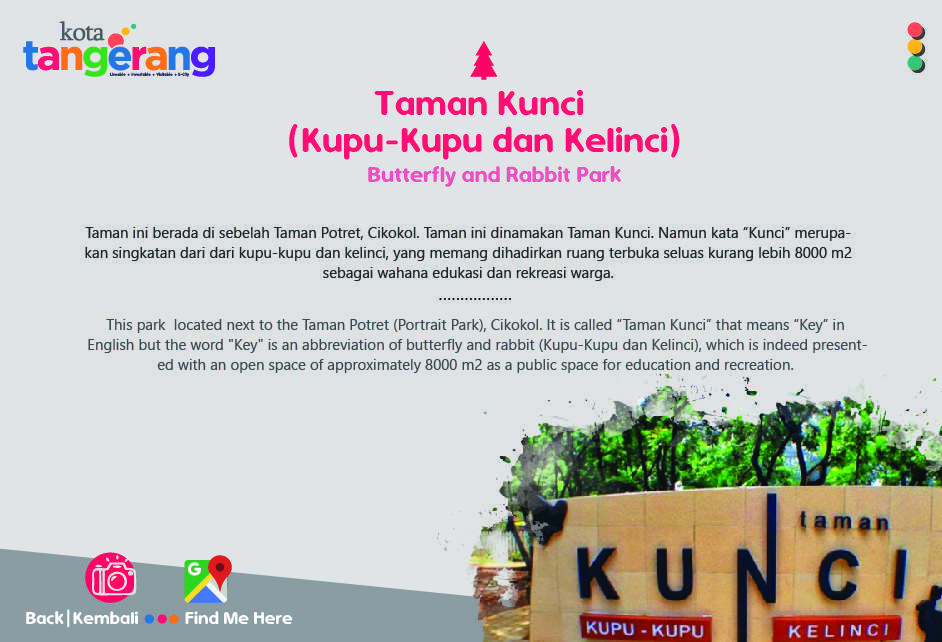 kota
tangerang
Taman Kunci
(Kupu-Kupu dan Kelinci)
Butterfly and Rabbit Park
Taman ini berada di sebelah Taman Potret, Cikokol. Taman ini dinamakan Taman Kunci. Namun kata “Kunci” merupa-
kan singkatan dari dari kupu-kupu dan kelinci, yang memang dihadirkan ruang terbuka seluas kurang lebih 8000 m2
sebagai wahana edukasi dan rekreasi warga.
.................
This park  located next to the Taman Potret (Portrait Park), Cikokol. It is called “Taman Kunci” that means “Key” in
English but the word "Key" is an abbreviation of butterfly and rabbit (Kupu-Kupu dan Kelinci), which is indeed present-
ed with an open space of approximately 8000 m2 as a public space for education and recreation.
taman
KUNCI
KUPU - KUPU
KELINCI
G
Back|Kembali
Find Me Here